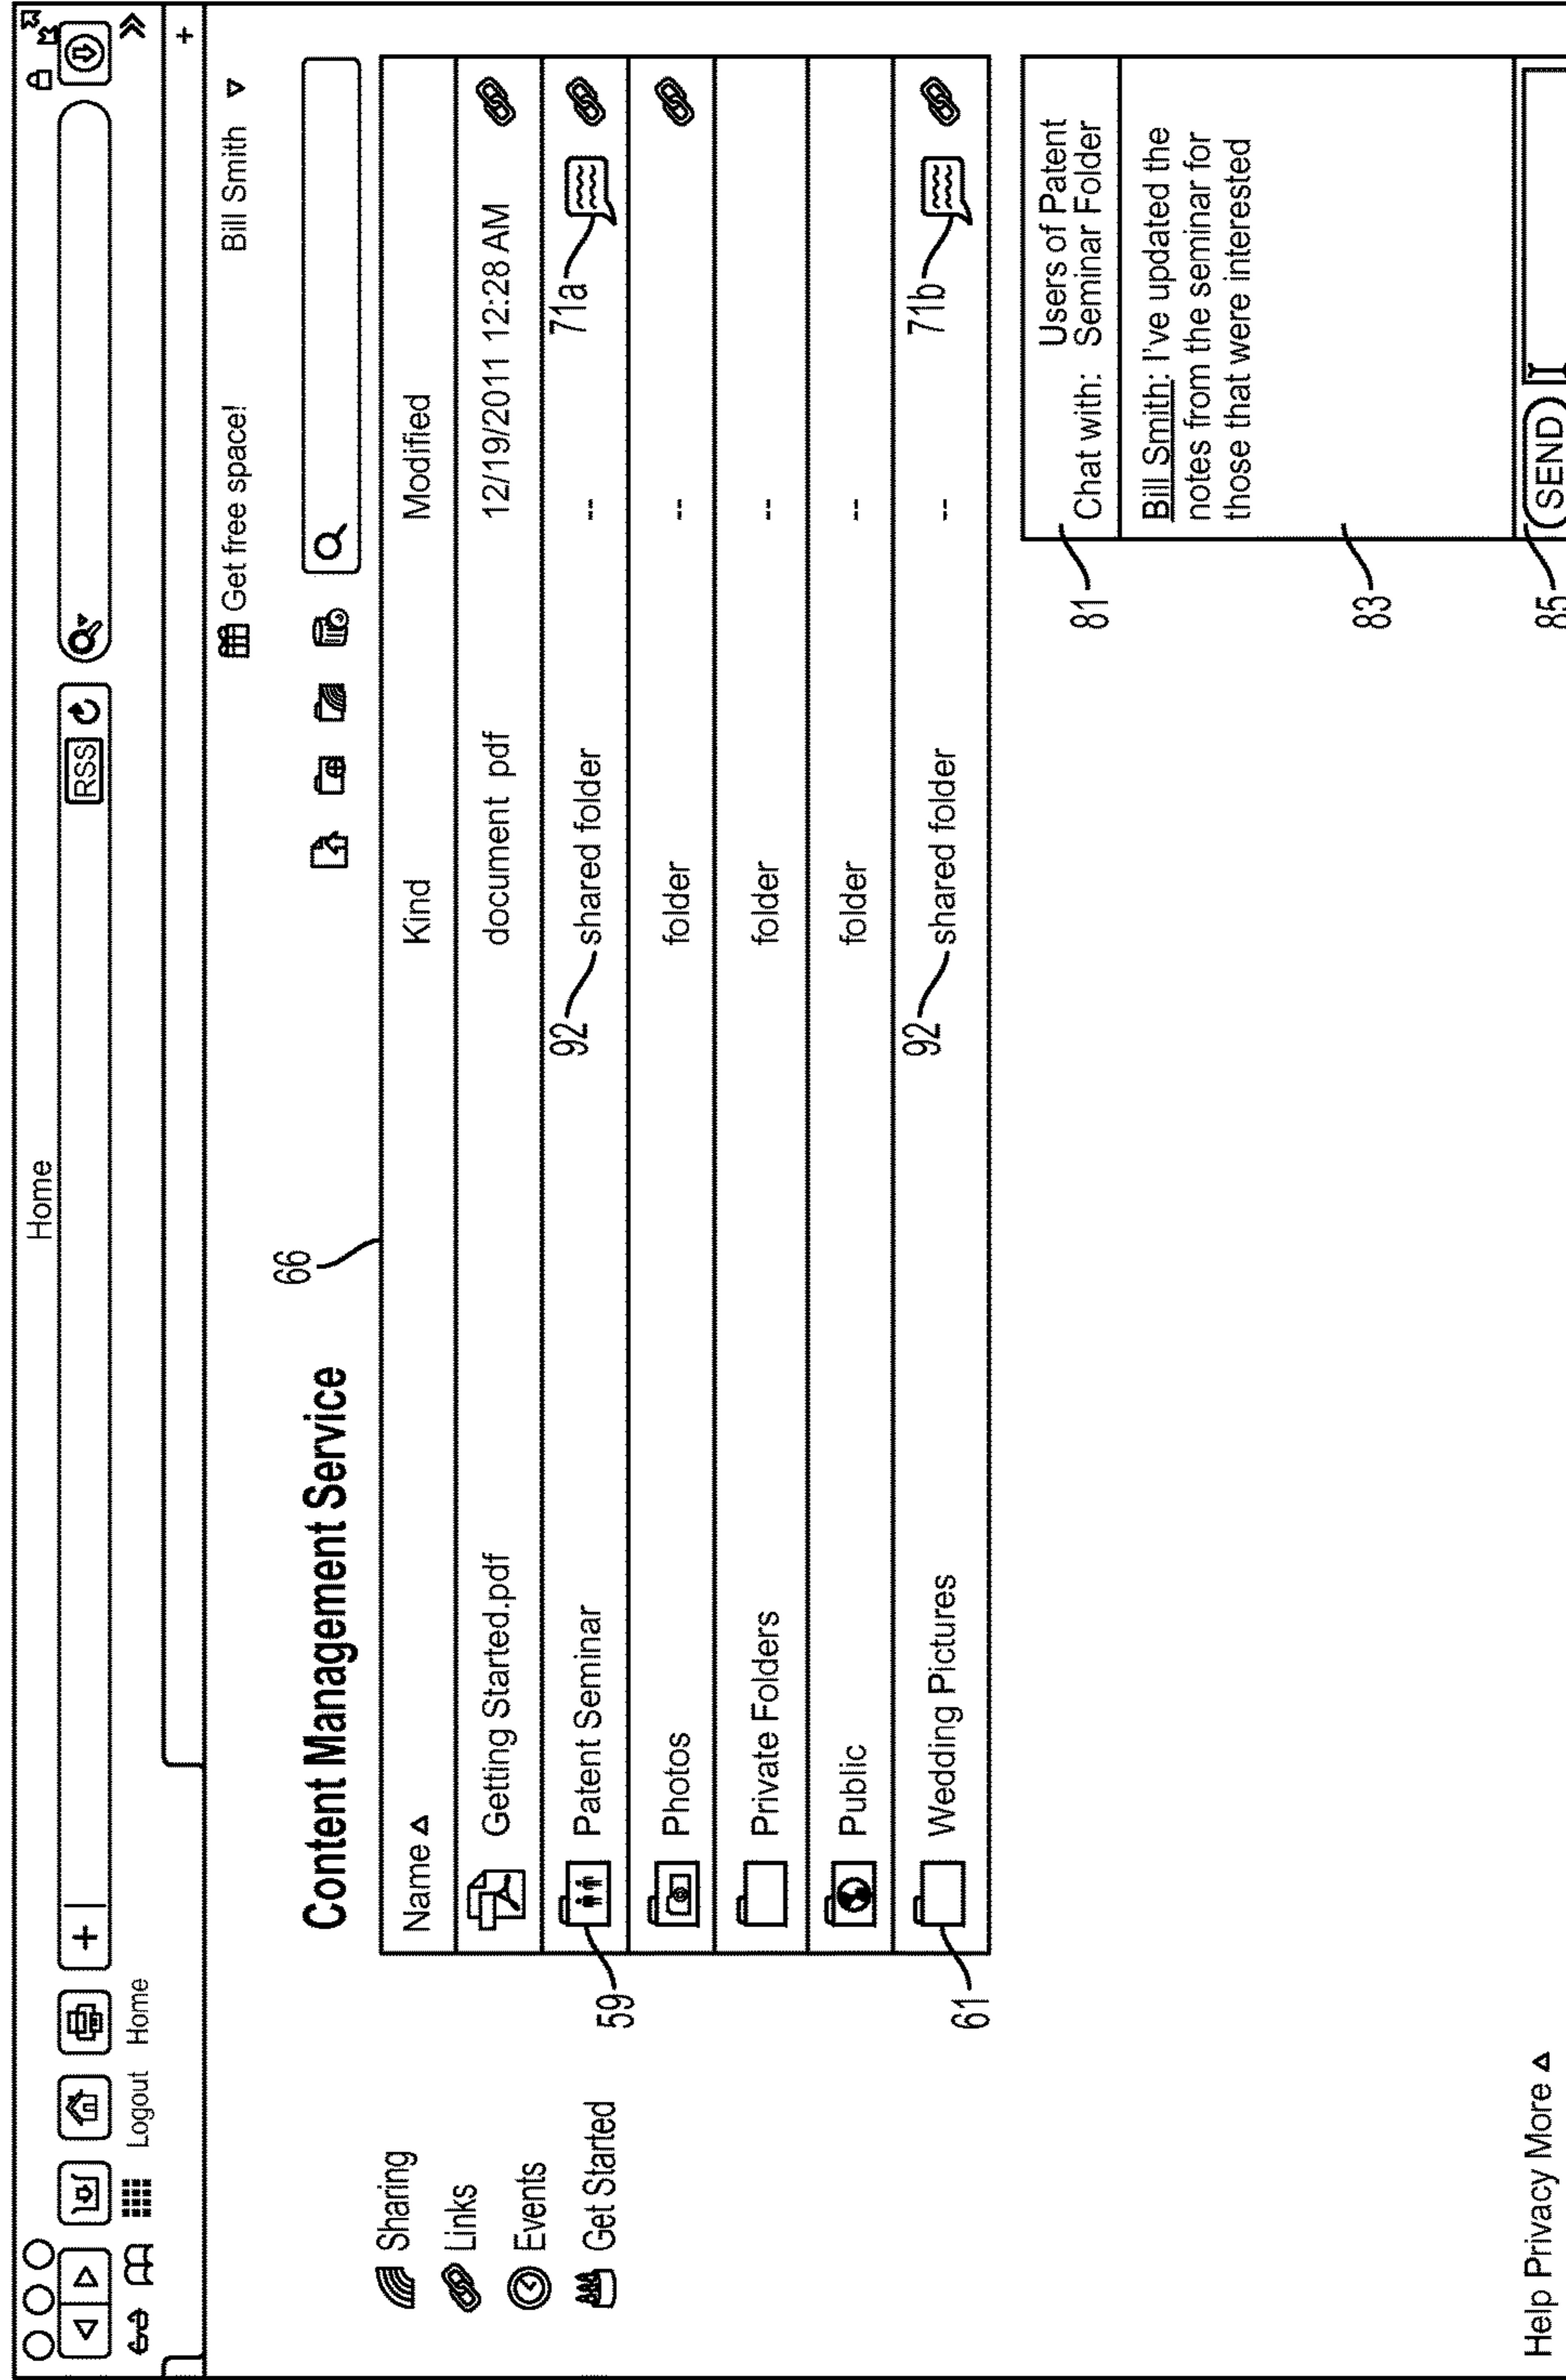 Home
RSS
Logout Home
Get free space! Bill Smith
Content Management Service
66
Name Kind Modified
Getting Started.pdf document pdf 12/19/2011 12:28 AM
59 Patent Seminar 92 shared folder -- 71a
Photos folder --
Private Folders folder --
Public folder --
61 Wedding Pictures 92 shared folder -- 71b
Sharing
Links
Events
Get Started
81 Chat with: Users of Patent
Seminar Folder
83 Bill Smith: I've updated the
notes from the seminar for
those that were interested
85 SEND
Help Privacy More